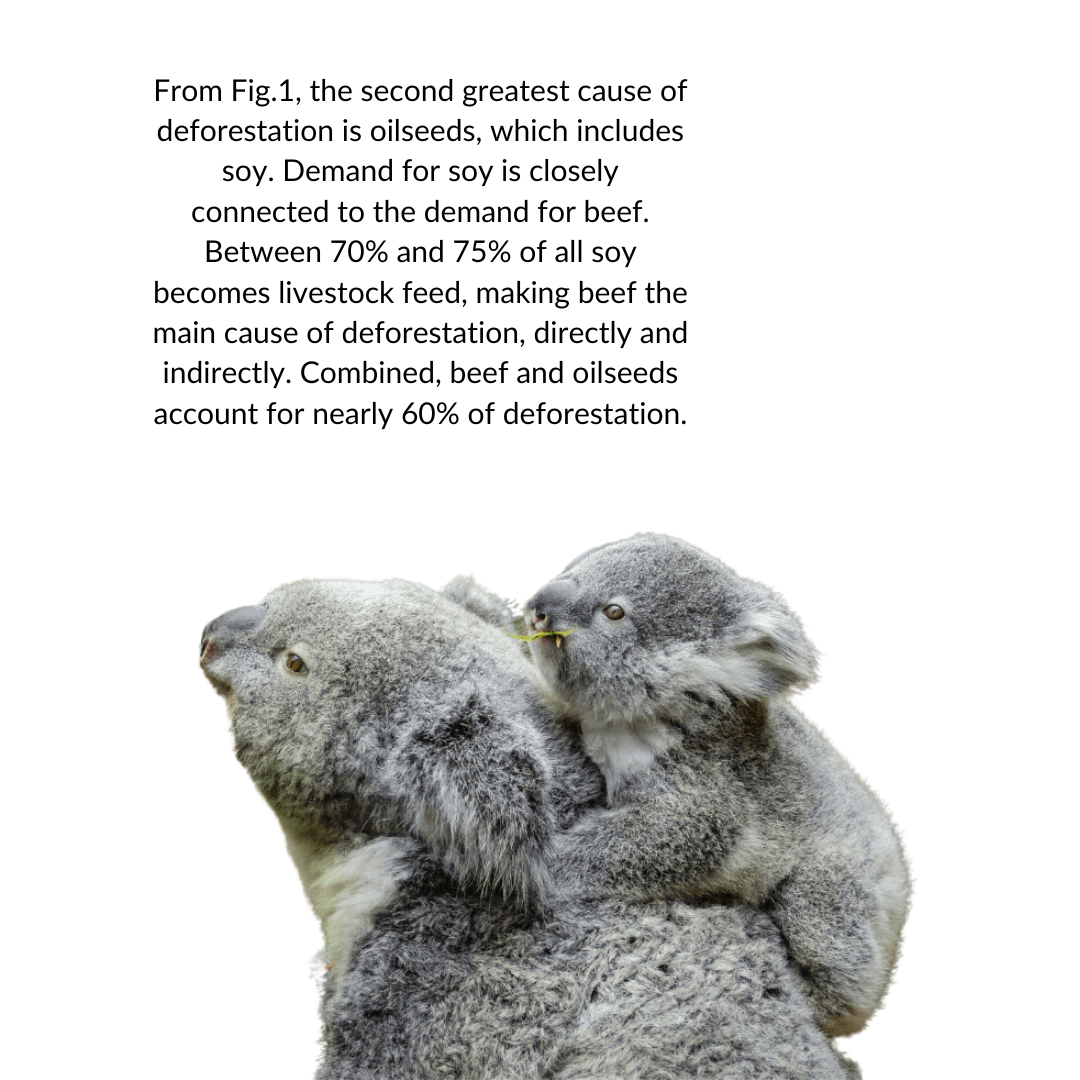 From Fig.1, the second greatest cause of
deforestation is oilseeds, which includes
soy. Demand for soy is closely
connected to the demand for beef.
Between 70% and 75% of all soy
becomes livestock feed, making beef the
main cause of deforestation, directly and
indirectly. Combined, beef and oilseeds
account for nearly 60% of deforestation.